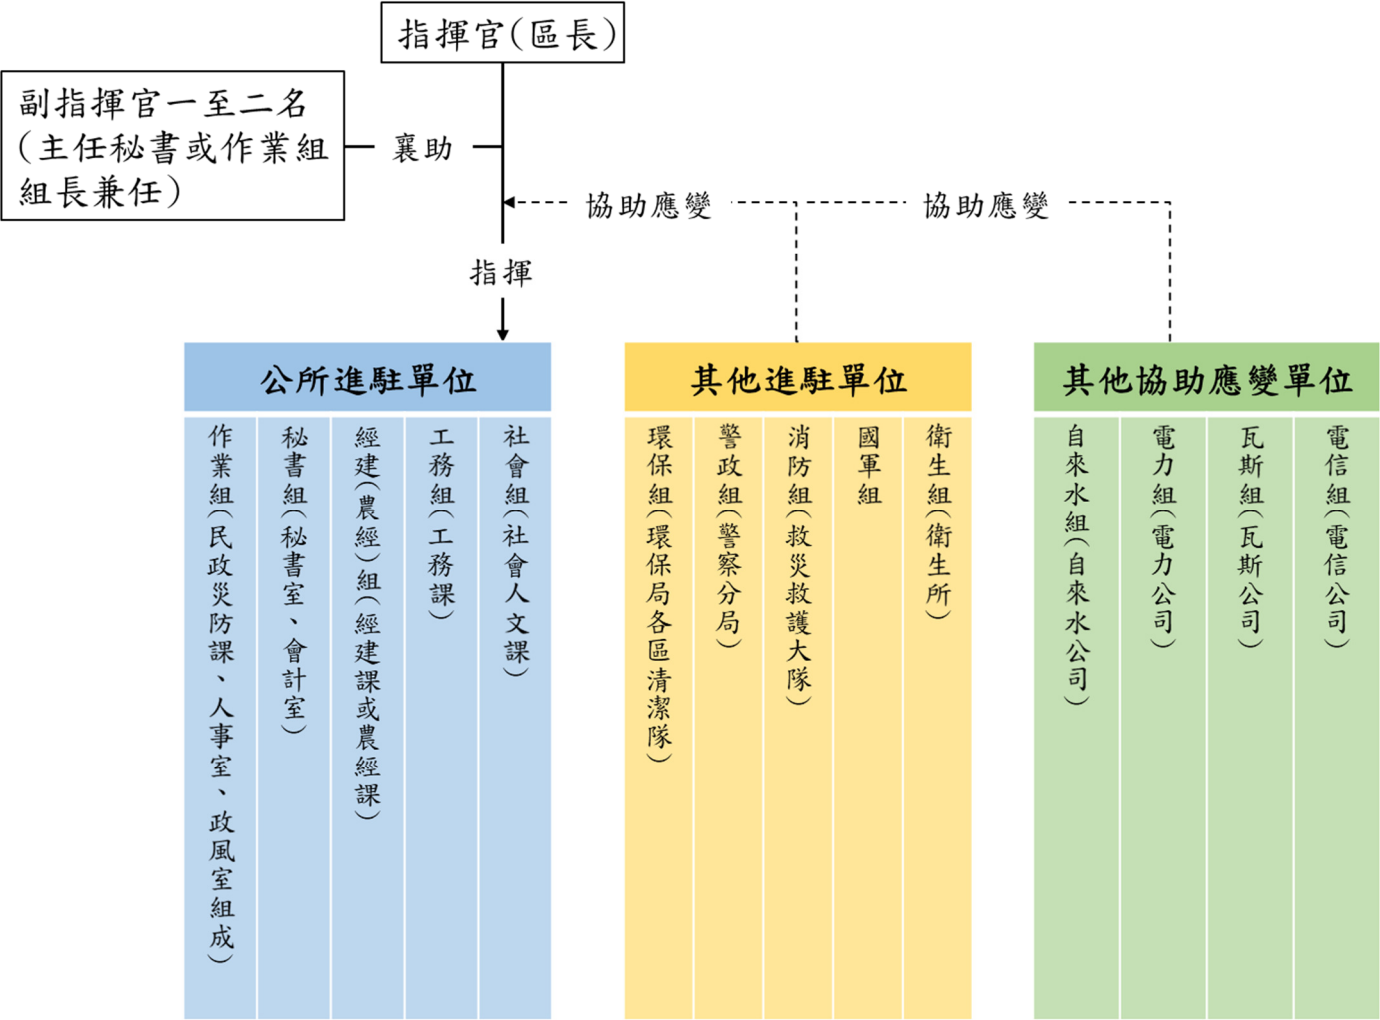 指揮官(區長)
副指揮官一至二名
(主任秘書或作業組
組長兼任)
襄助
協助應變
協助應變
指揮
公所進駐單位
作業組(民政災防課、人事室、政風室組成)
秘書組(秘書室、會計室)
經建(農經)組(經建課或農經課)
工務組(工務課)
社會組(社會人文課)
其他進駐單位
環保組(環保局各區清潔隊)
警政組(警察分局)
消防組(救災救護大隊)
國軍組
衛生組(衛生所)
其他協助應變單位
自來水組(自來水公司)
電力組(電力公司)
瓦斯組(瓦斯公司)
電信組(電信公司)